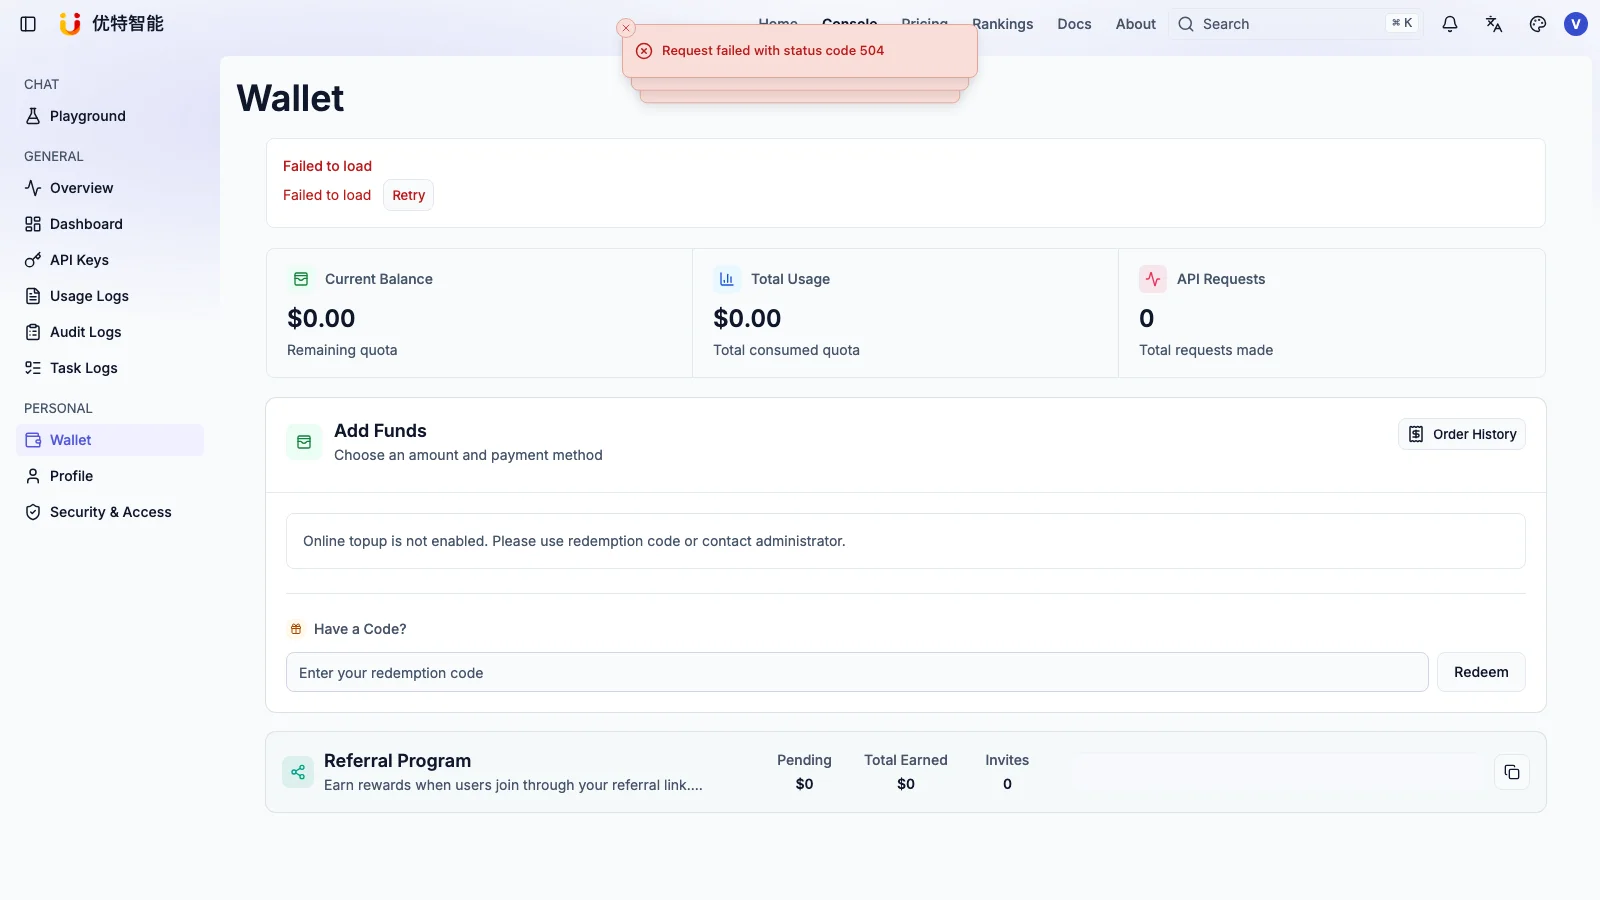 优特智能
Home Console Pricing Rankings Docs About
Search
⌘ K
V
Request failed with status code 504
CHAT
Playground
GENERAL
Overview
Dashboard
API Keys
Usage Logs
Audit Logs
Task Logs
PERSONAL
Wallet
Profile
Security & Access
Wallet
Failed to load
Failed to load Retry
Current Balance
$0.00
Remaining quota
Total Usage
$0.00
Total consumed quota
API Requests
0
Total requests made
Add Funds
Choose an amount and payment method
Order History
Online topup is not enabled. Please use redemption code or contact administrator.
Have a Code?
Enter your redemption code
Redeem
Referral Program
Earn rewards when users join through your referral link....
Pending
$0
Total Earned
$0
Invites
0